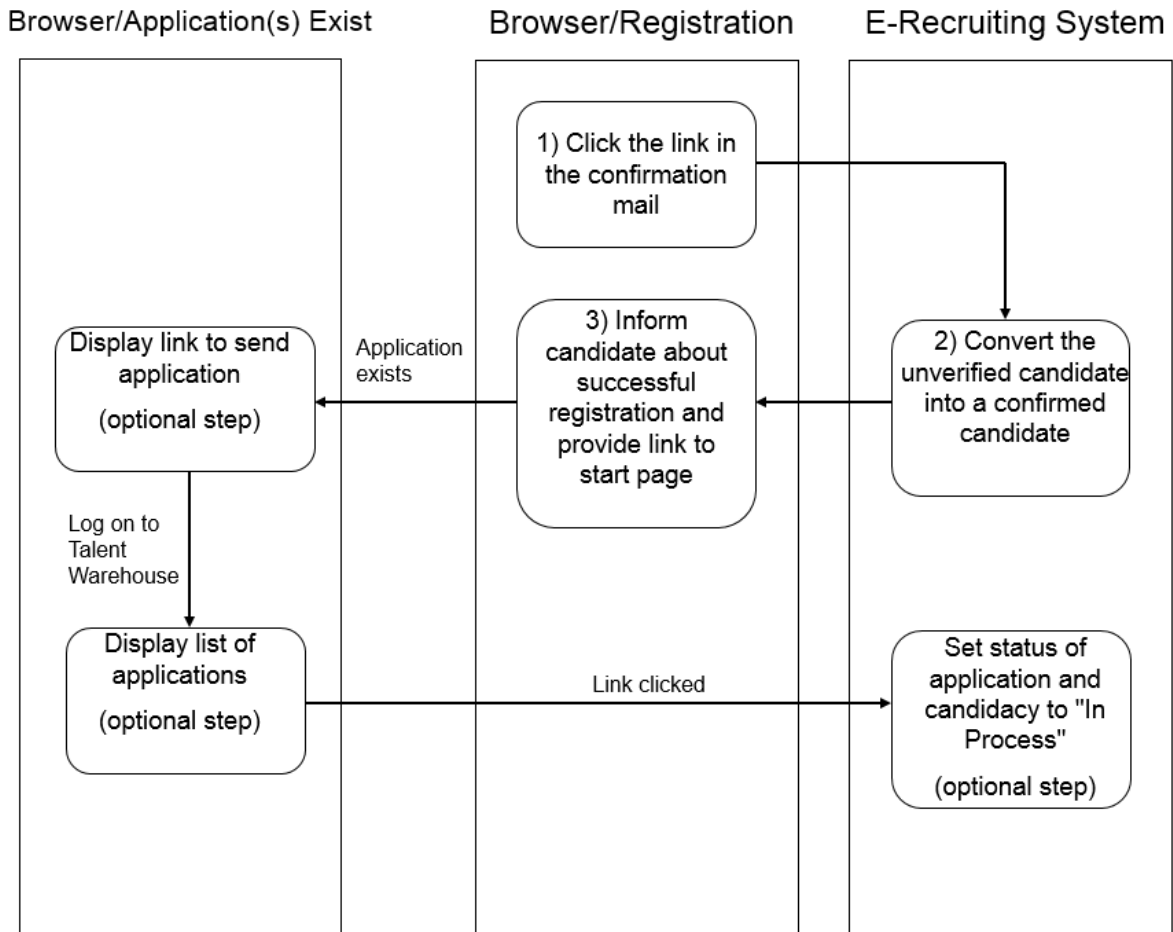 Browser/Application(s) Exist
Browser/Registration
E-Recruiting System
1) Click the link in
the confirmation
mail
Display link to send
application
(optional step)
Application
exists
3) Inform
candidate about
successful
registration and
provide link to
start page
2) Convert the
unverified candidate
into a confirmed
candidate
Log on to
Talent
Warehouse
Display list of
applications
(optional step)
Link clicked
Set status of
application and
candidacy to "In
Process"
(optional step)